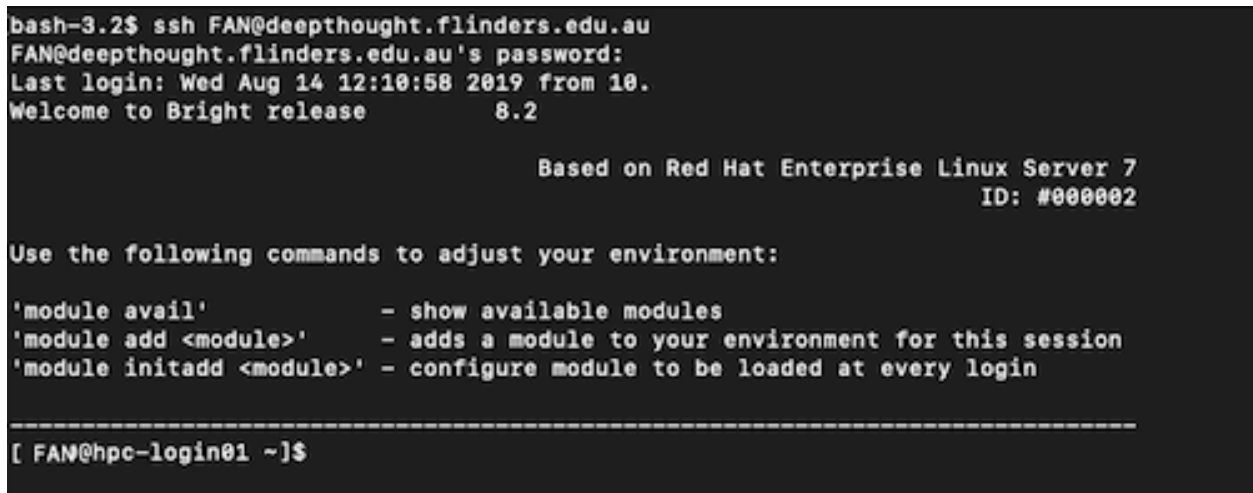 bash-3.2$ ssh FAN@deepthought.flinders.edu.au
FAN@deepthought.flinders.edu.au's password:
Last login: Wed Aug 14 12:10:58 2019 from 10.
Welcome to Bright release         8.2
Based on Red Hat Enterprise Linux Server 7
ID: #000002
Use the following commands to adjust your environment:
'module avail'            - show available modules
'module add <module>'     - adds a module to your environment for this session
'module initadd <module>' - configure module to be loaded at every login
-------------------------------------------------------------------------------
[ FAN@hpc-login01 ~]$